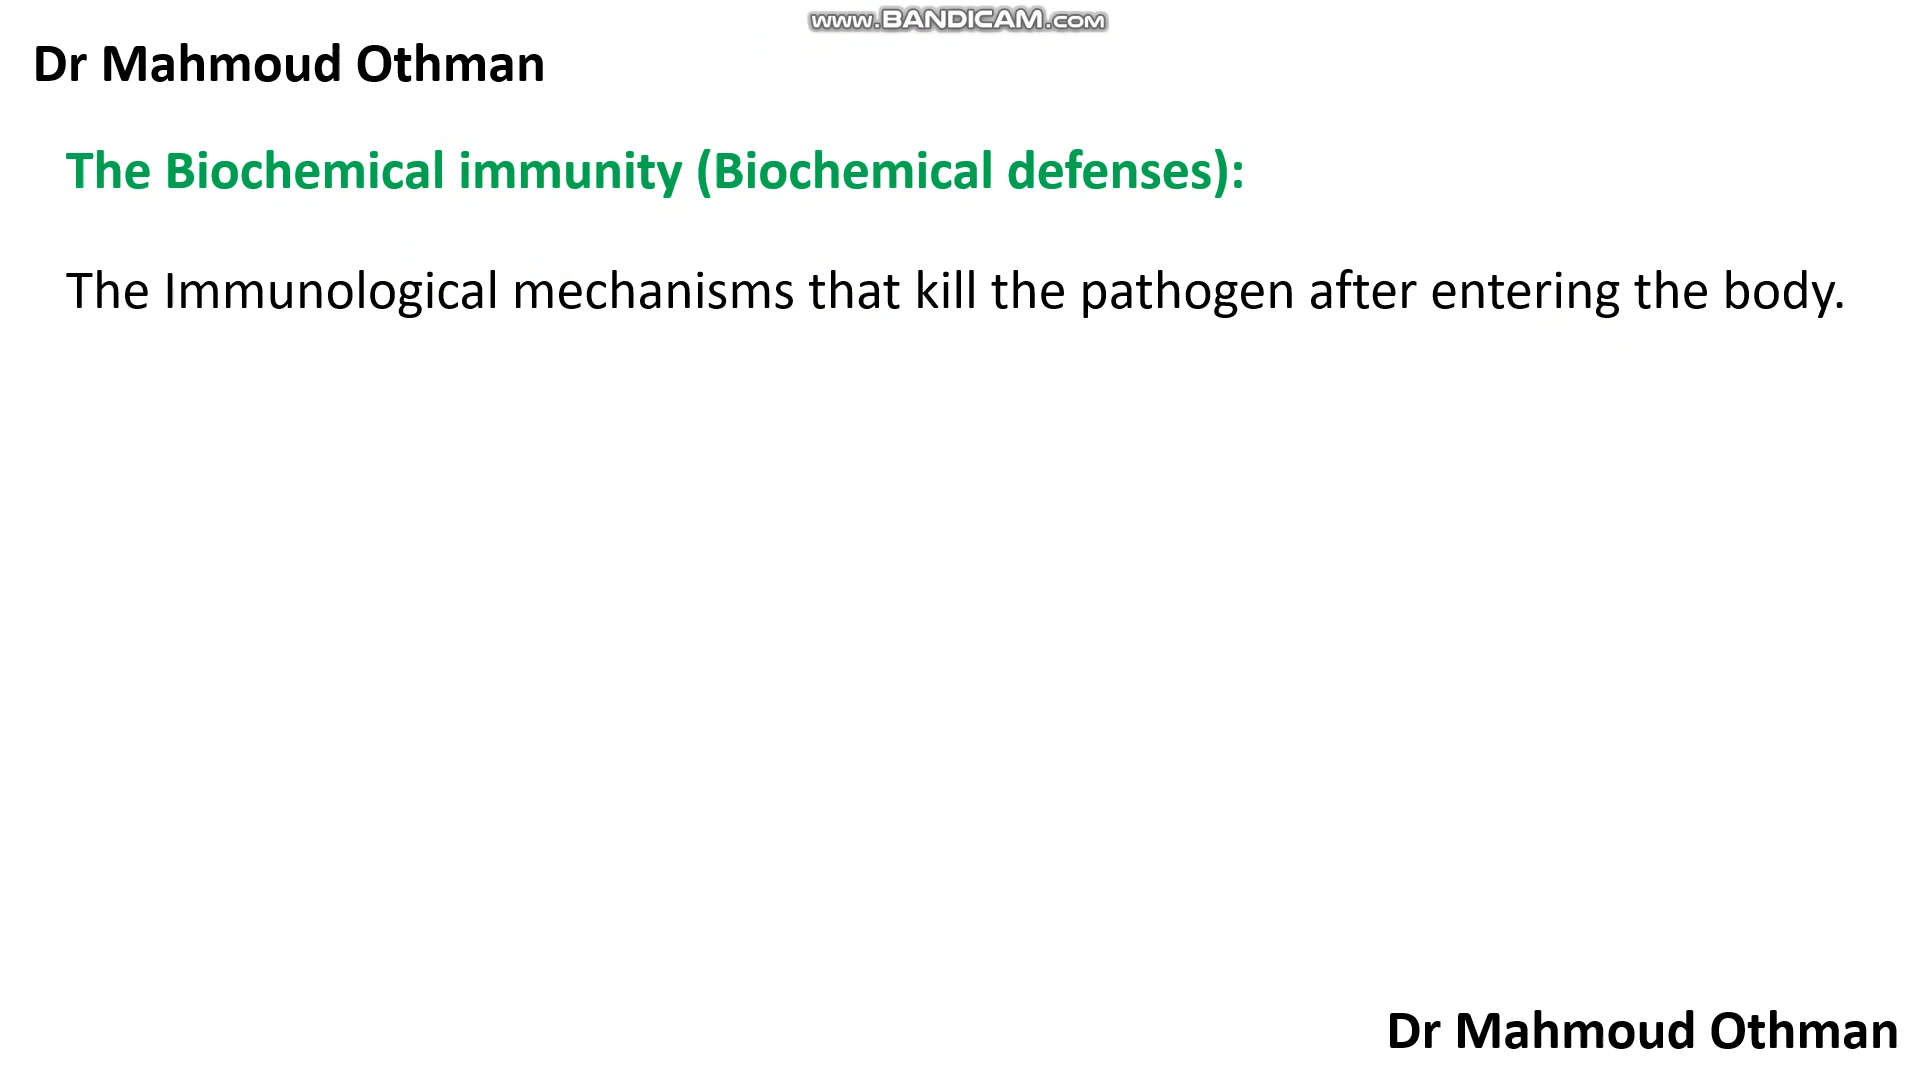 www.BANDICAM.com
Dr Mahmoud Othman
The Biochemical immunity (Biochemical defenses):
The Immunological mechanisms that kill the pathogen after entering the body.
Dr Mahmoud Othman